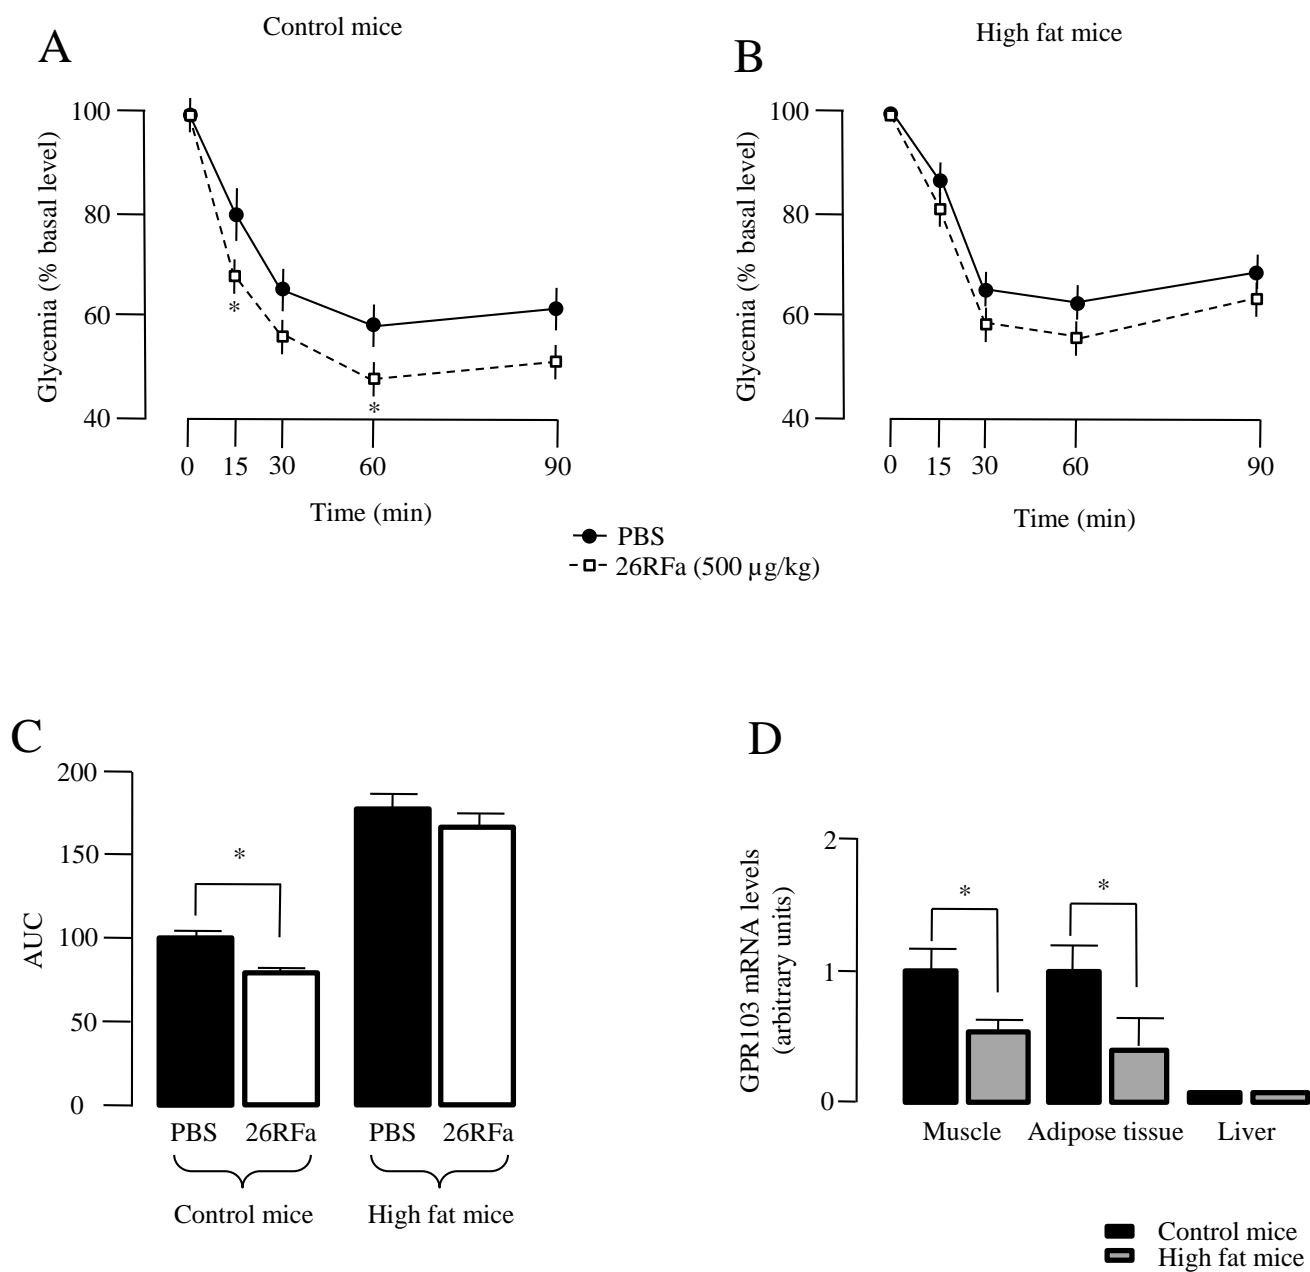 A
Control mice
Glycemia (% basal level)
100
80
60
40
*
*
0 15 30 60 90
Time (min)
B
High fat mice
Glycemia (% basal level)
100
80
60
40
0 15 30 60 90
Time (min)
PBS
26RFa (500 µg/kg)
C
AUC
200
150
100
50
0
*
PBS 26RFa PBS 26RFa
Control mice High fat mice
D
GPR103 mRNA levels
(arbitrary units)
2
1
0
* *
Muscle Adipose tissue Liver
Control mice
High fat mice